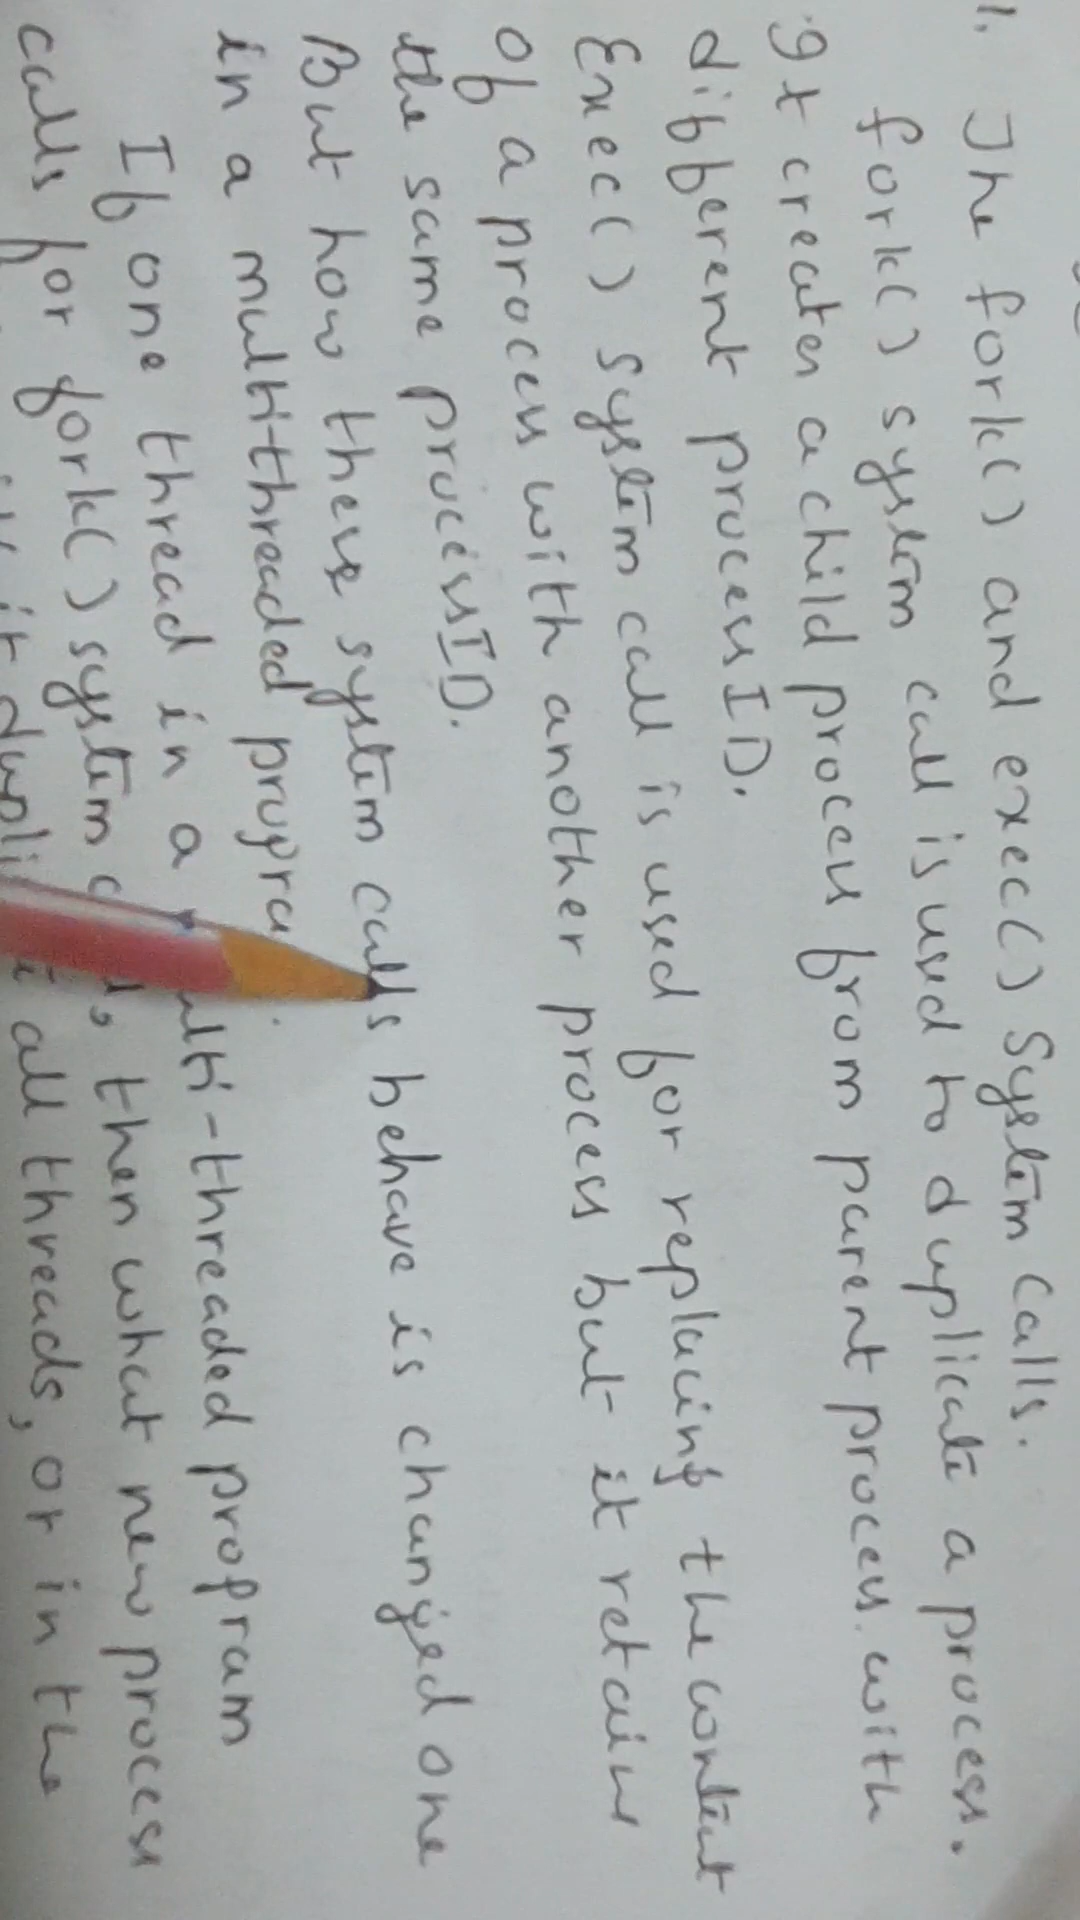 1. The fork() and exec() System calls.
fork() system call is used to duplicate a process.
It creates a child process from parent process with
different process ID.
Exec() system call is used for replacing the content
of a process with another process but it retains
the same process ID.
But how these system calls behave is changed one
in a multithreaded
If one thread in a multi-threaded program
calls for fork() system then what new process
it all threads, or in the